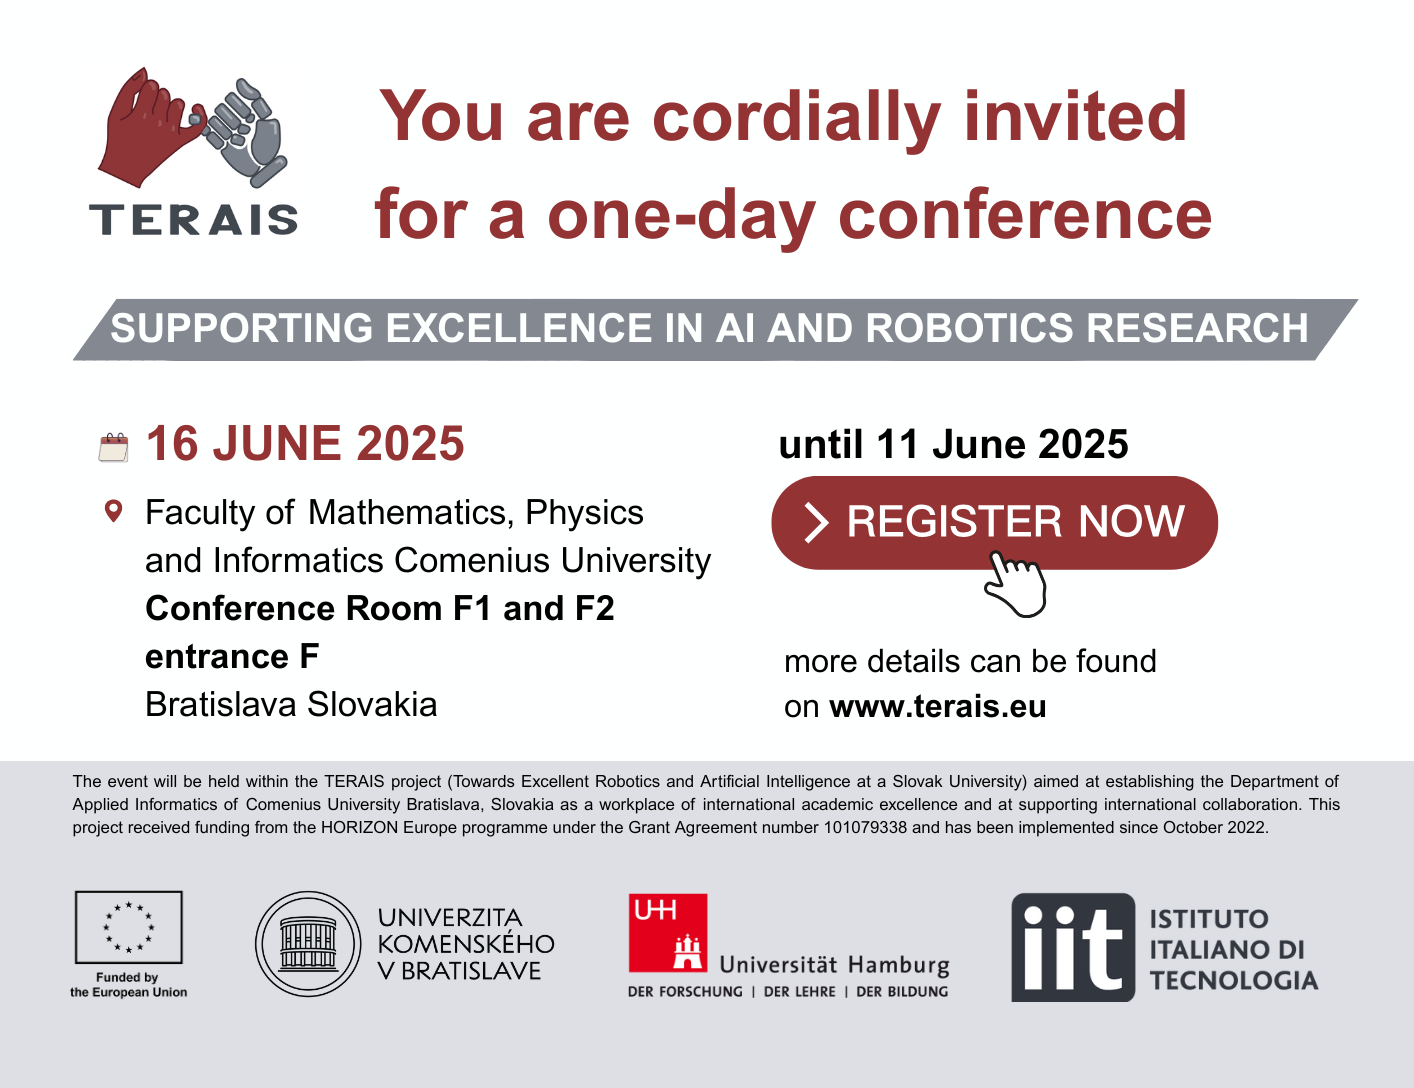 TERAIS
You are cordially invited
for a one-day conference
SUPPORTING EXCELLENCE IN AI AND ROBOTICS RESEARCH
16 JUNE 2025
Faculty of Mathematics, Physics
and Informatics Comenius University
Conference Room F1 and F2
entrance F
Bratislava Slovakia
until 11 June 2025
REGISTER NOW
more details can be found
on www.terais.eu
The event will be held within the TERAIS project (Towards Excellent Robotics and Artificial Intelligence at a Slovak University) aimed at establishing the Department of
Applied Informatics of Comenius University Bratislava, Slovakia as a workplace of international academic excellence and at supporting international collaboration. This
project received funding from the HORIZON Europe programme under the Grant Agreement number 101079338 and has been implemented since October 2022.
Funded by
the European Union
UNIVERZITA
KOMENSKÉHO
V BRATISLAVE
UHH
Universität Hamburg
DER FORSCHUNG | DER LEHRE | DER BILDUNG
iit
ISTITUTO
ITALIANO DI
TECNOLOGIA